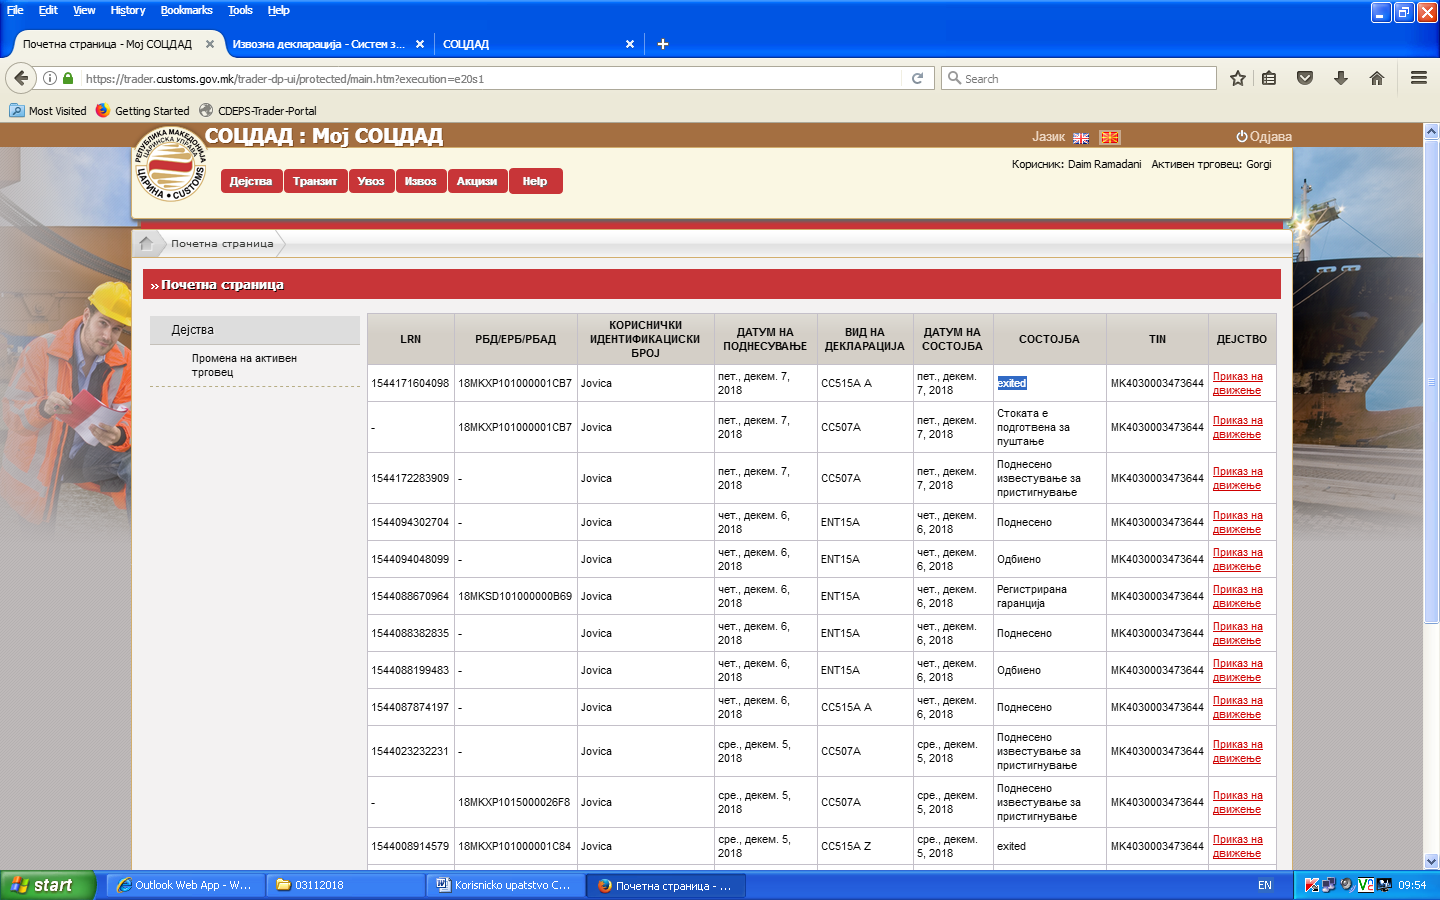 File Edit View History Bookmarks Tools Help
Почетна страница - Мој СОЦДАД
Извозна декларација - Систем з...
СОЦДАД
https://trader.customs.gov.mk/trader-dp-ui/protected/main.htm?execution=e20s1
Search
Most Visited Getting Started CDEPS-Trader-Portal
РЕПУБЛИКА МАКЕДОНИЈА
ЦАРИНСКА УПРАВА
ЦАРИНА • CUSTOMS
СОЦДАД : Мој СОЦДАД
Јазик
Одјава
Корисник: Daim Ramadani Активен трговец: Gorgi
Дејства Транзит Увоз Извоз Акцизи Help
Почетна страница
»Почетна страница
Дејства
Промена на активен
трговец
LRN РБД/ЕРБ/РБАД КОРИСНИЧКИ ИДЕНТИФИКАЦИСКИ БРОЈ ДАТУМ НА ПОДНЕСУВАЊЕ ВИД НА ДЕКЛАРАЦИЈА ДАТУМ НА СОСТОЈБА СОСТОЈБА TIN ДЕЈСТВО
1544171604098 18MKXP101000001CB7 Jovica пет., декем. 7, 2018 CC515A A пет., декем. 7, 2018 exited MK4030003473644 Приказ на движење
- 18MKXP101000001CB7 Jovica пет., декем. 7, 2018 CC507A пет., декем. 7, 2018 Стоката е подготвена за пуштање MK4030003473644 Приказ на движење
1544172283909 - Jovica пет., декем. 7, 2018 CC507A пет., декем. 7, 2018 Поднесено известување за пристигнување MK4030003473644 Приказ на движење
1544094302704 - Jovica чет., декем. 6, 2018 ENT15A чет., декем. 6, 2018 Поднесено MK4030003473644 Приказ на движење
1544094048099 - Jovica чет., декем. 6, 2018 ENT15A чет., декем. 6, 2018 Одбиено MK4030003473644 Приказ на движење
1544088670964 18MKSD101000000B69 Jovica чет., декем. 6, 2018 ENT15A чет., декем. 6, 2018 Регистрирана гаранција MK4030003473644 Приказ на движење
1544088382835 - Jovica чет., декем. 6, 2018 ENT15A чет., декем. 6, 2018 Поднесено MK4030003473644 Приказ на движење
1544088199483 - Jovica чет., декем. 6, 2018 ENT15A чет., декем. 6, 2018 Одбиено MK4030003473644 Приказ на движење
1544087874197 - Jovica чет., декем. 6, 2018 CC515A A чет., декем. 6, 2018 Поднесено MK4030003473644 Приказ на движење
1544023232231 - Jovica сре., декем. 5, 2018 CC507A сре., декем. 5, 2018 Поднесено известување за пристигнување MK4030003473644 Приказ на движење
- 18MKXP1015000026F8 Jovica сре., декем. 5, 2018 CC507A сре., декем. 5, 2018 Поднесено известување за пристигнување MK4030003473644 Приказ на движење
1544008914579 18MKXP101000001C84 Jovica сре., декем. 5, 2018 CC515A Z сре., декем. 5, 2018 exited MK4030003473644 Приказ на движење
start
Outlook Web App - W...
03112018
Korisnicko upatstvo C...
Почетна страница - ...
EN
09:54